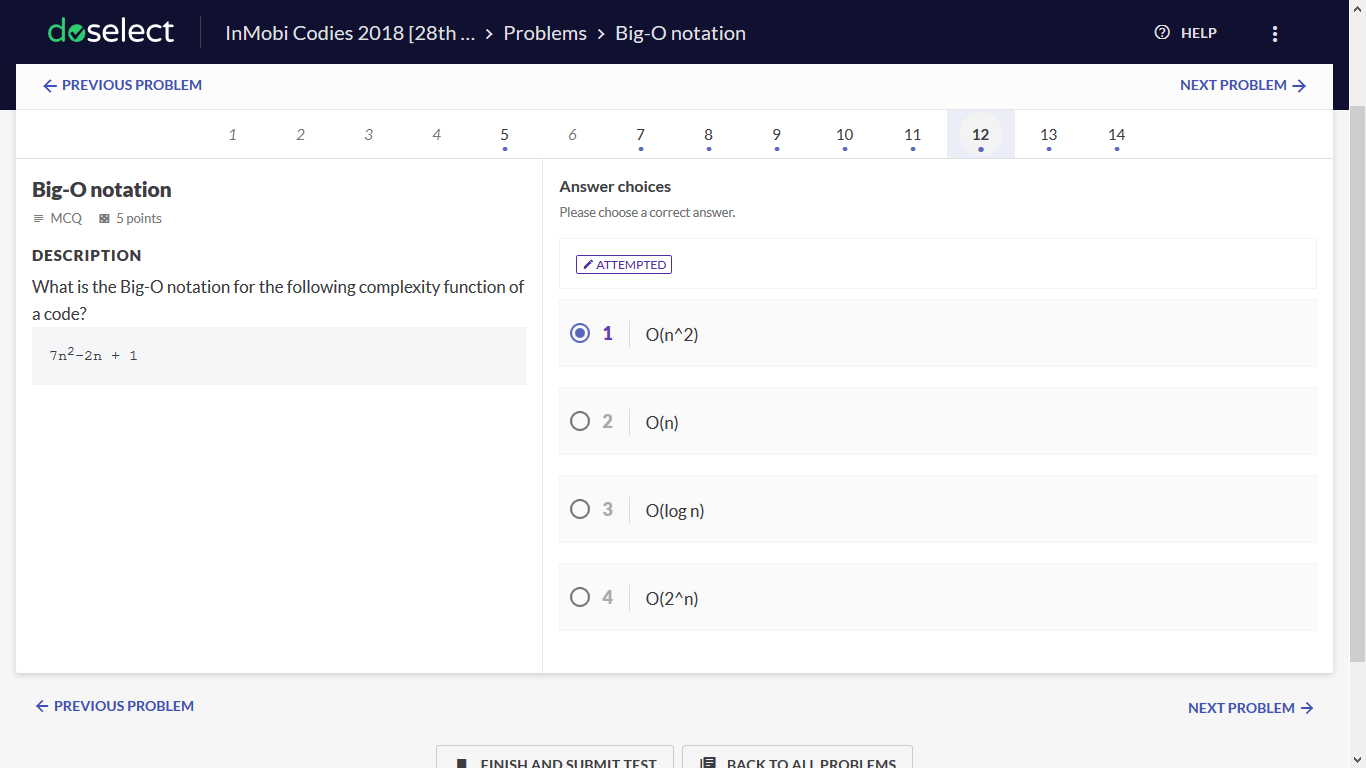 doselect
InMobi Codies 2018 [28th ... > Problems > Big-O notation
HELP
← PREVIOUS PROBLEM
NEXT PROBLEM →
1 2 3 4 5 6 7 8 9 10 11 12 13 14
Big-O notation
MCQ 5 points
DESCRIPTION
What is the Big-O notation for the following complexity function of
a code?
7n²-2n + 1
Answer choices
Please choose a correct answer.
ATTEMPTED
1 O(n^2)
2 O(n)
3 O(log n)
4 O(2^n)
← PREVIOUS PROBLEM
NEXT PROBLEM →
FINISH AND SUBMIT TEST
BACK TO ALL PROBLEMS